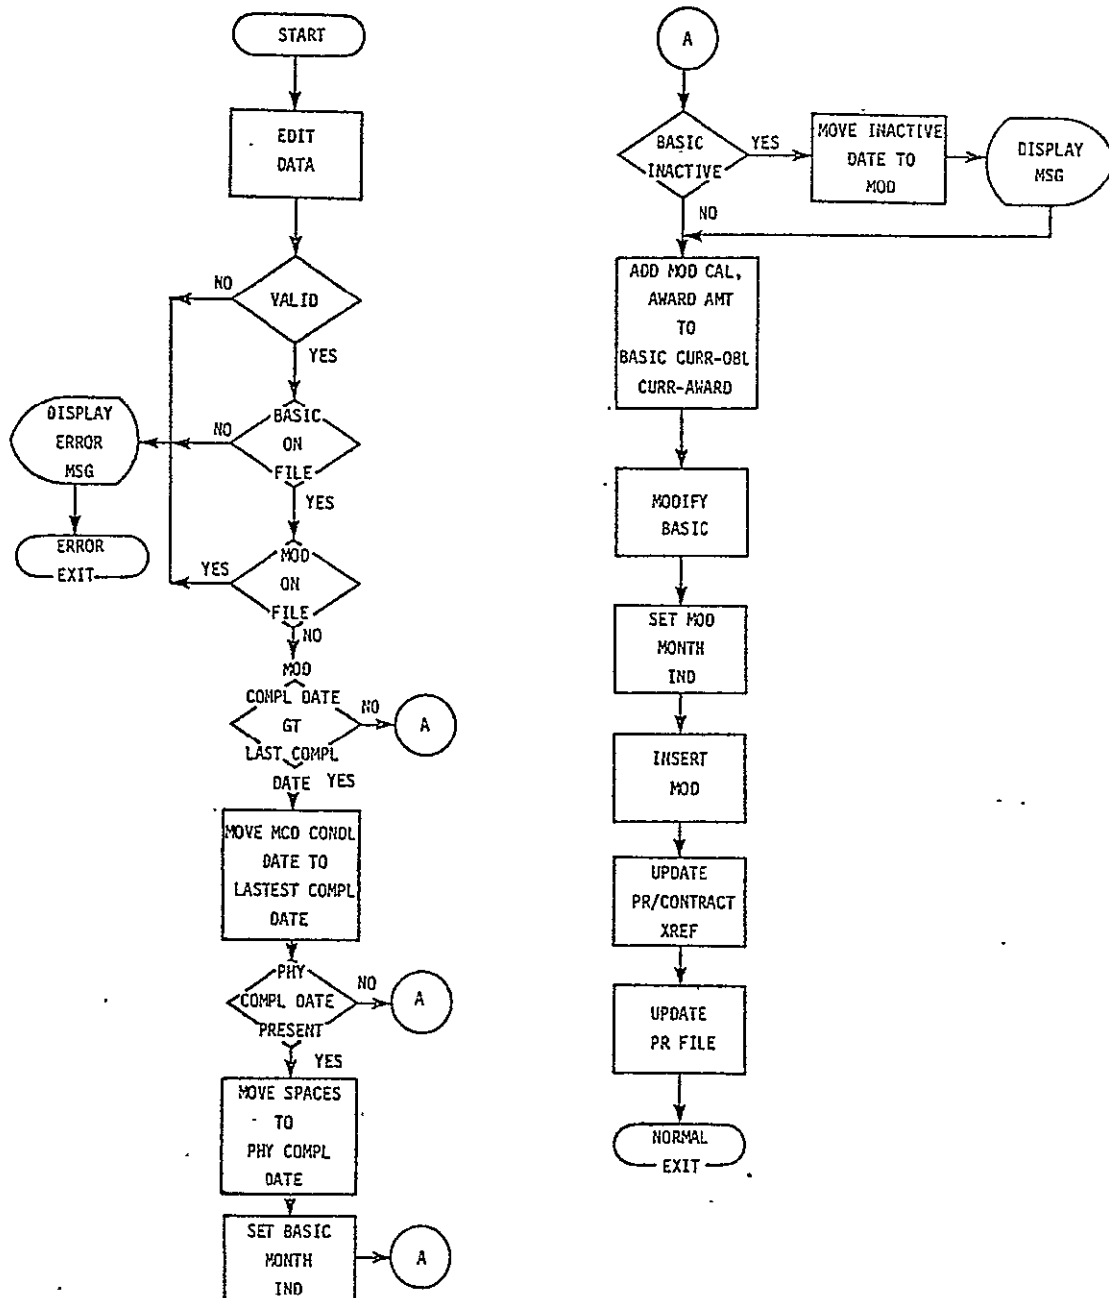 START
EDIT
DATA
NO
VALID
YES
DISPLAY
ERROR
MSG
NO
BASIC
ON
FILE
YES
ERROR
EXIT
YES
MOD
ON
FILE
NO
MOD
COMPL DATE
GT
LAST COMPL
DATE
NO
A
YES
MOVE MCD CONDL
DATE TO
LASTEST COMPL
DATE
PHY
COMPL DATE
PRESENT
NO
A
YES
MOVE SPACES
TO
PHY COMPL
DATE
SET BASIC
MONTH
IND
A
A
BASIC
INACTIVE
YES
MOVE INACTIVE
DATE TO
MOD
DISPLAY
MSG
NO
ADD MOD CAL,
AWARD AMT
TO
BASIC CURR-OBL
CURR-AWARD
MODIFY
BASIC
SET MOD
MONTH
IND
INSERT
MOD
UPDATE
PR/CONTRACT
XREF
UPDATE
PR FILE
NORMAL
EXIT